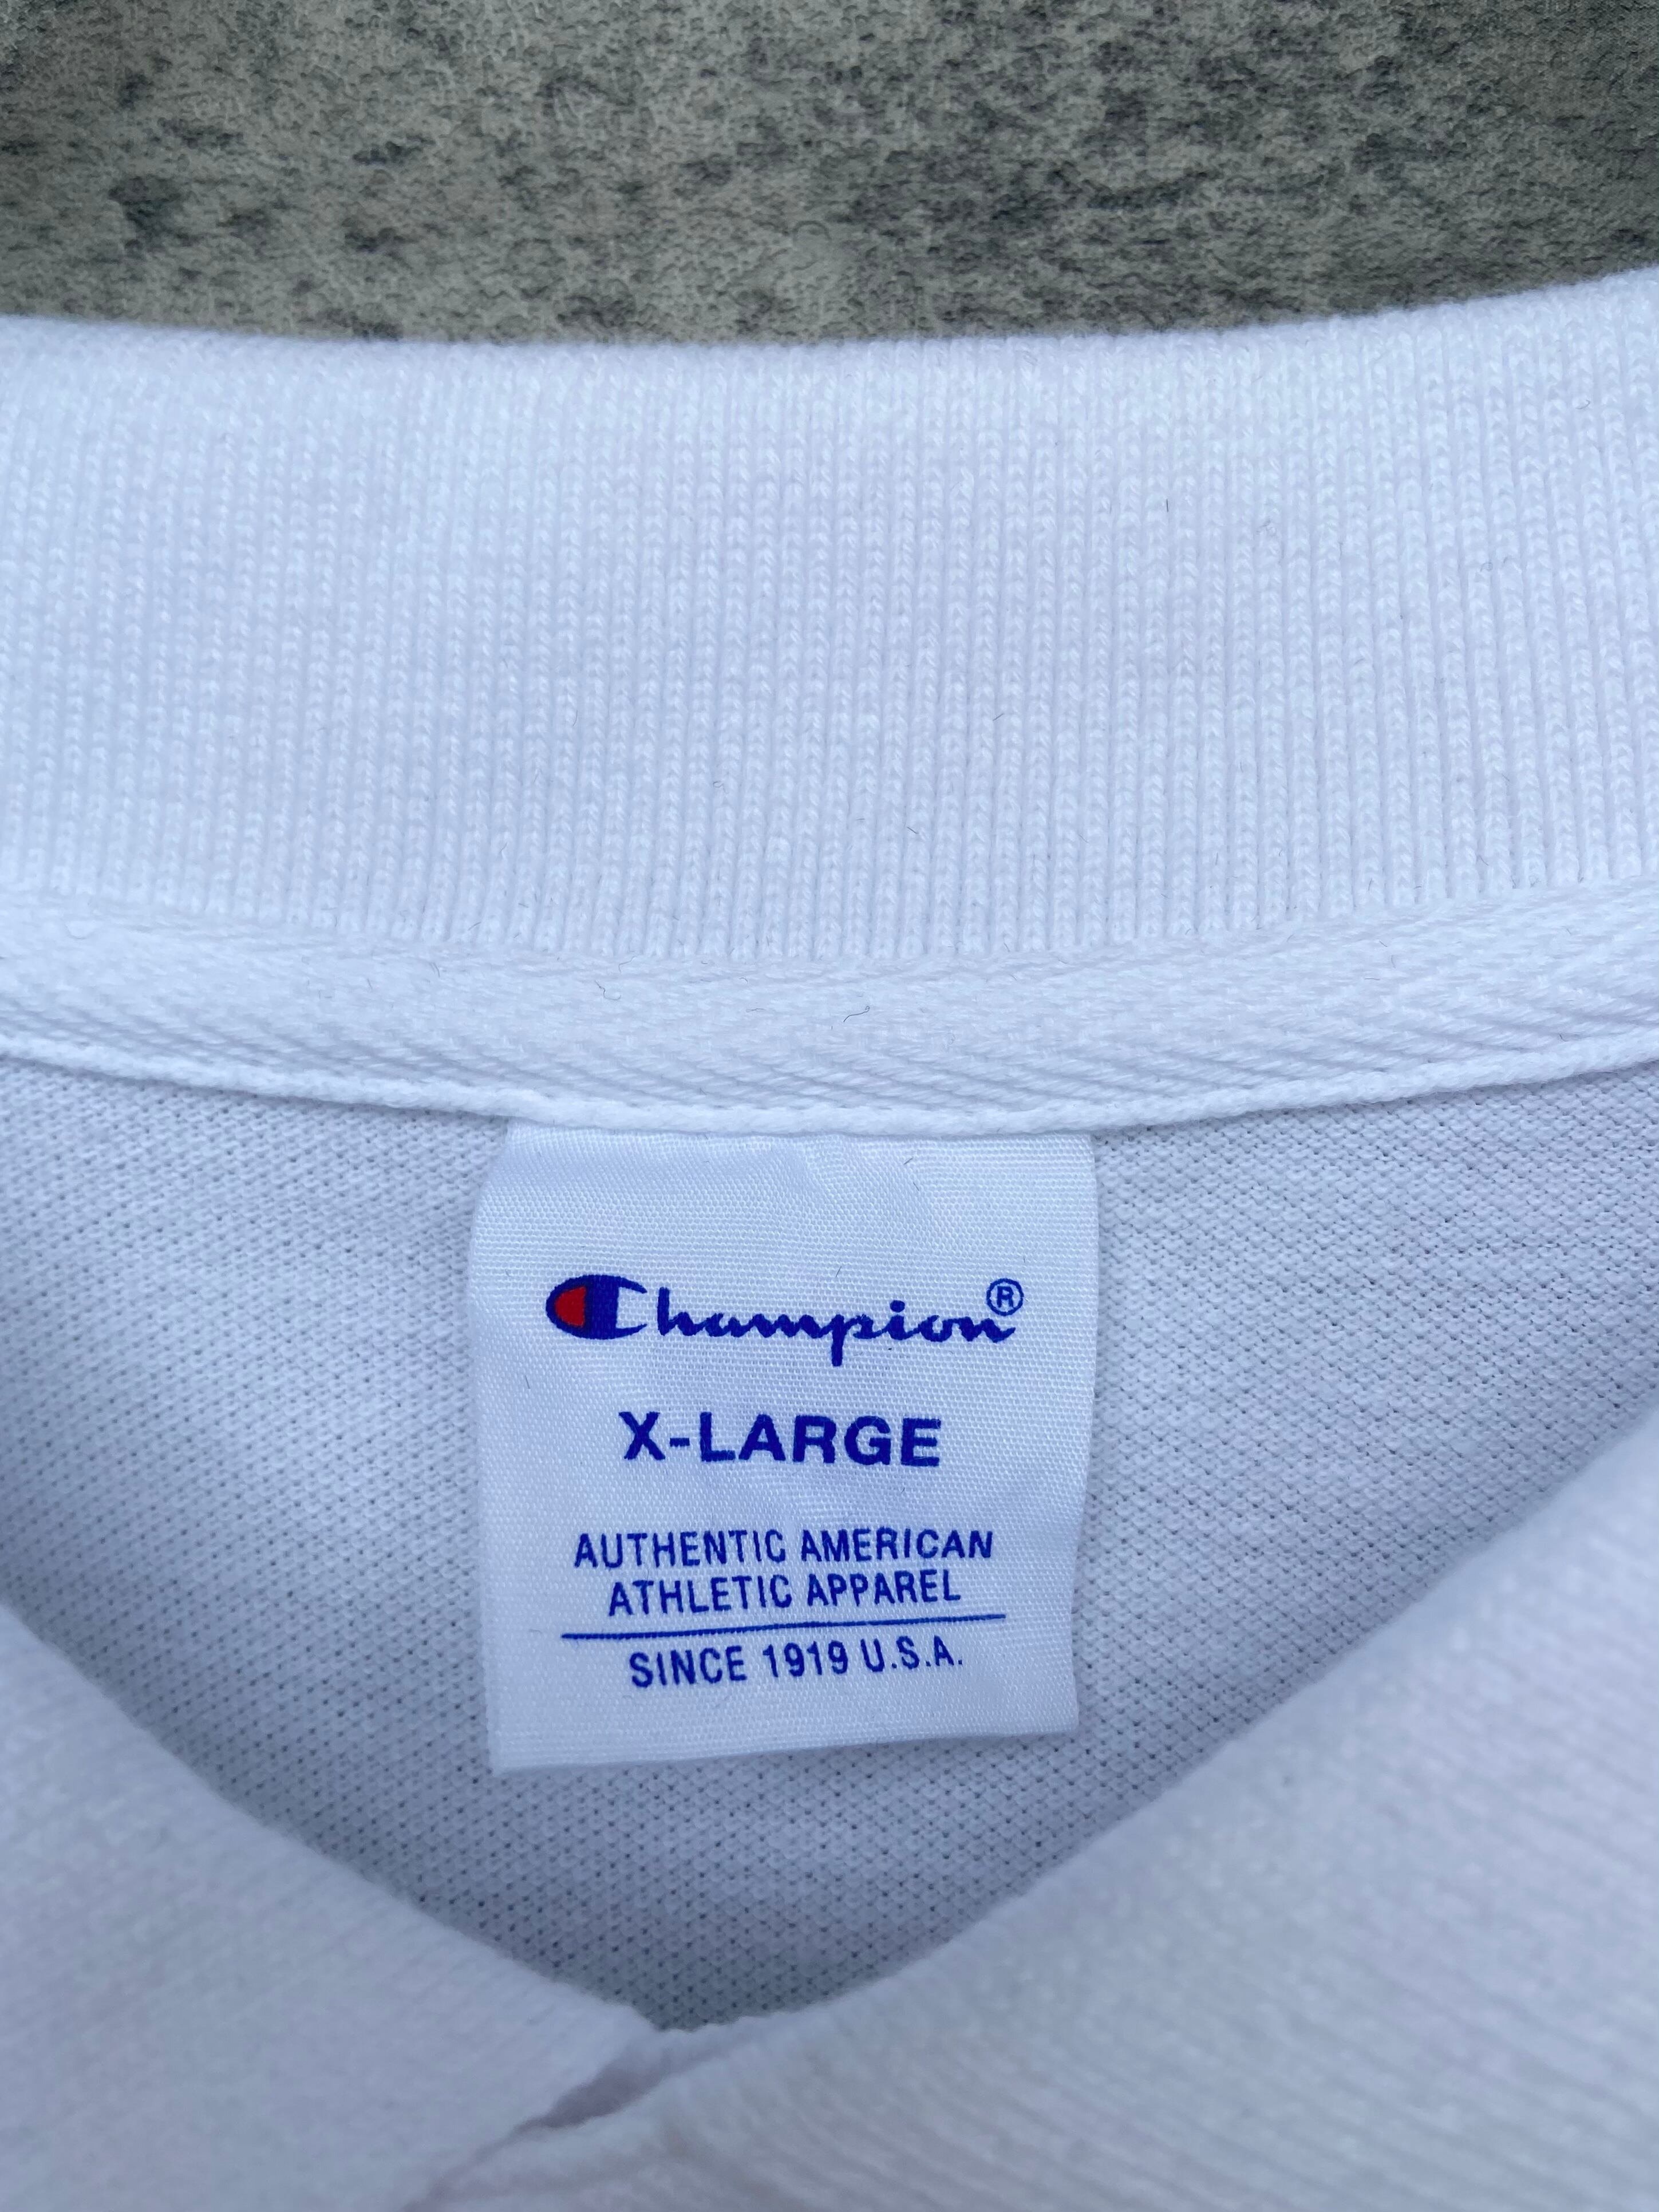 Champion®
X-LARGE
AUTHENTIC AMERICAN
ATHLETIC APPAREL
SINCE 1919 U.S.A.